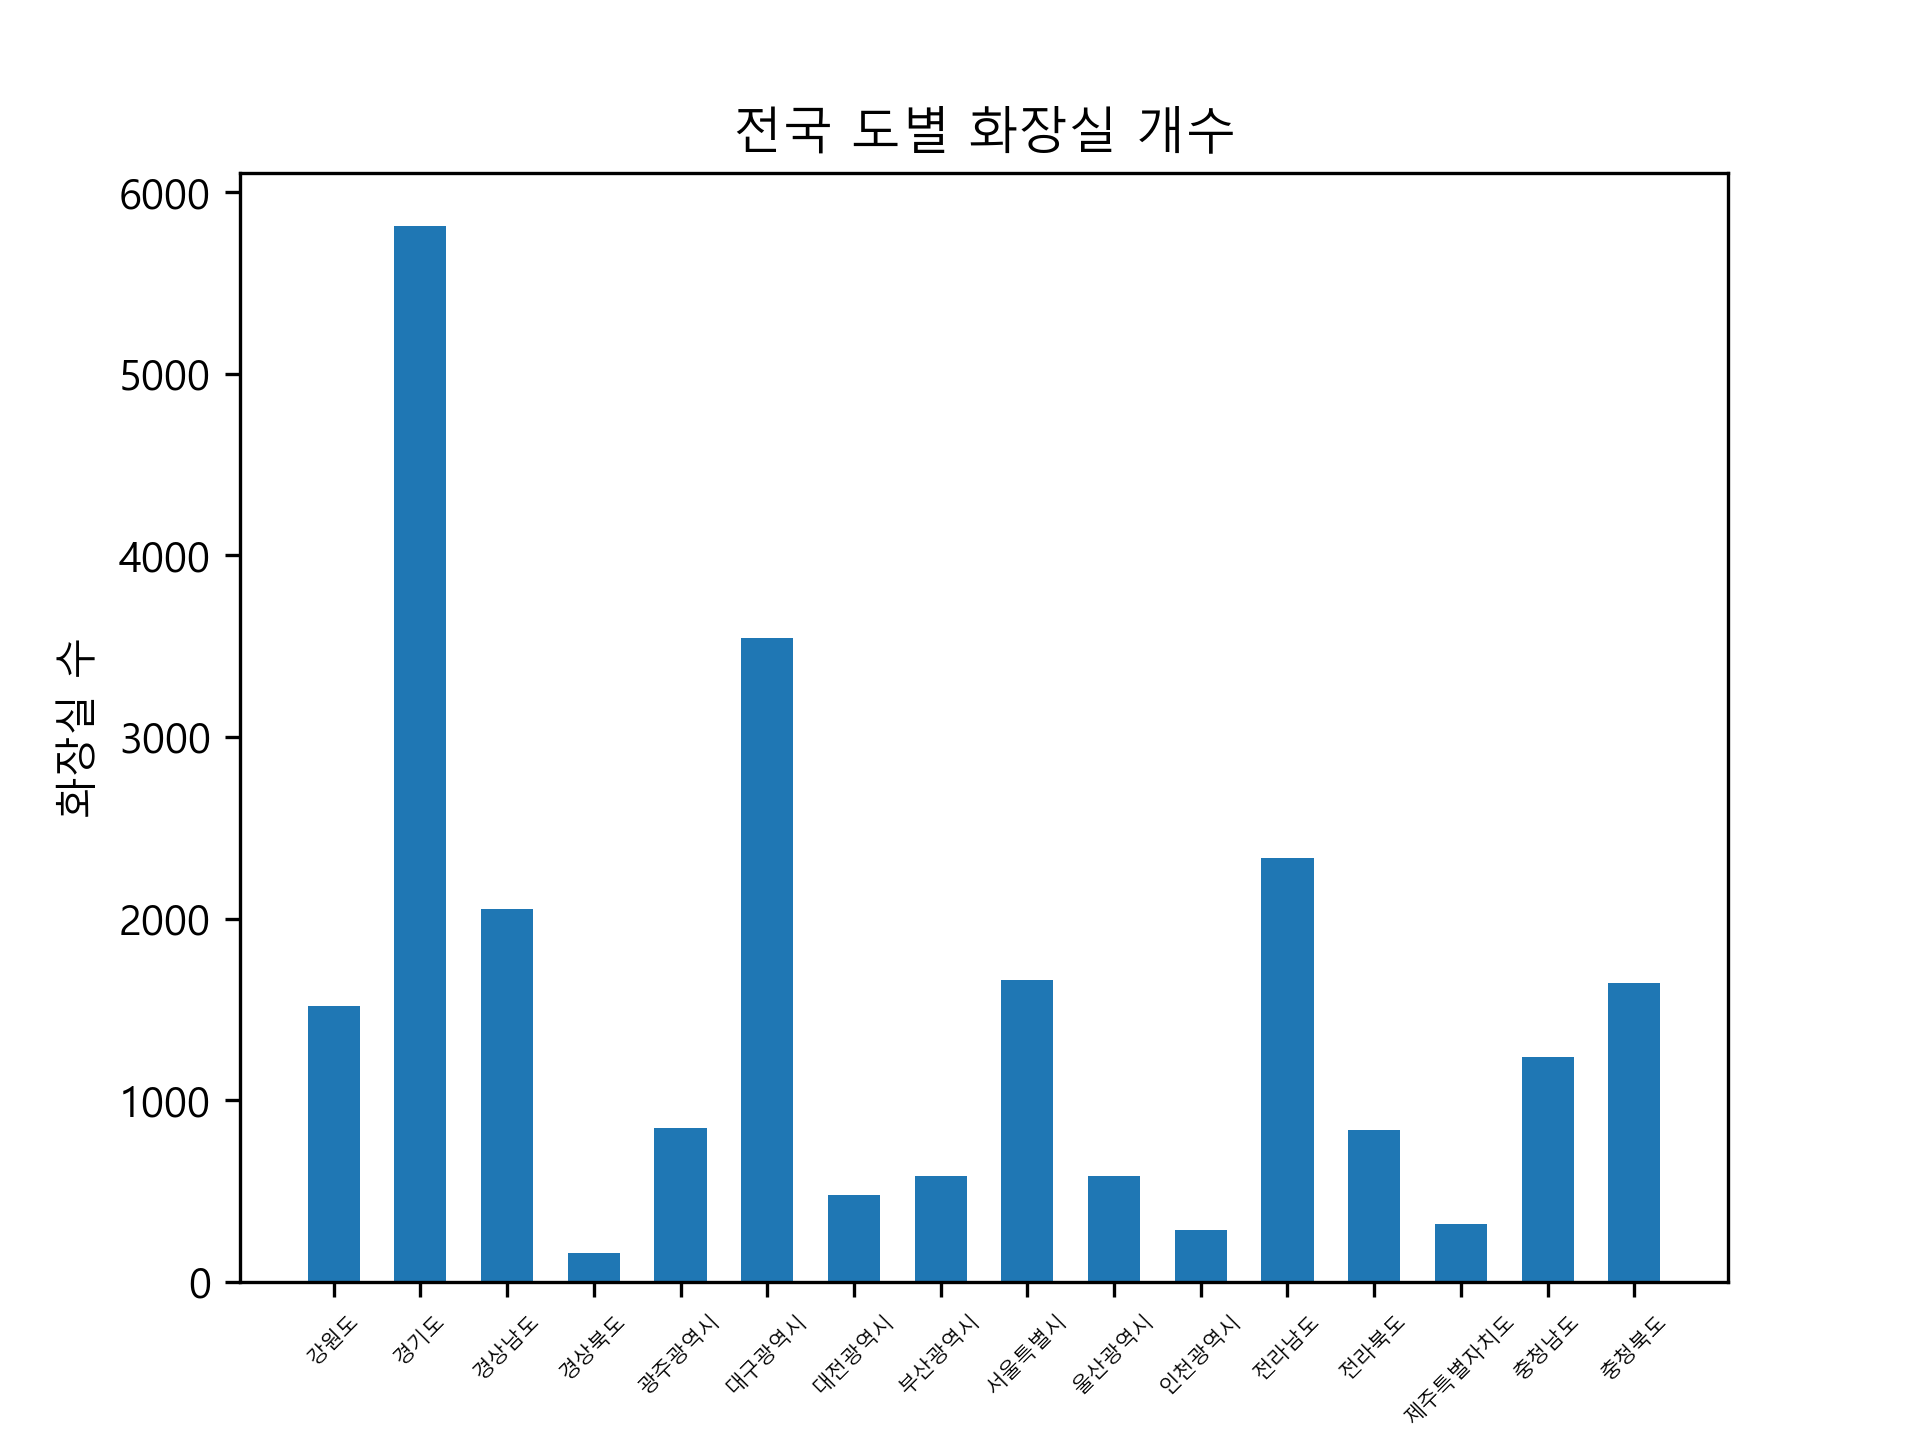 전국 도별 화장실 개수
화장실 수
6000
5000
4000
3000
2000
1000
0
강원도
경기도
경상남도
경상북도
광주광역시
대구광역시
대전광역시
부산광역시
서울특별시
울산광역시
인천광역시
전라남도
전라북도
제주특별자치도
충청남도
충청북도